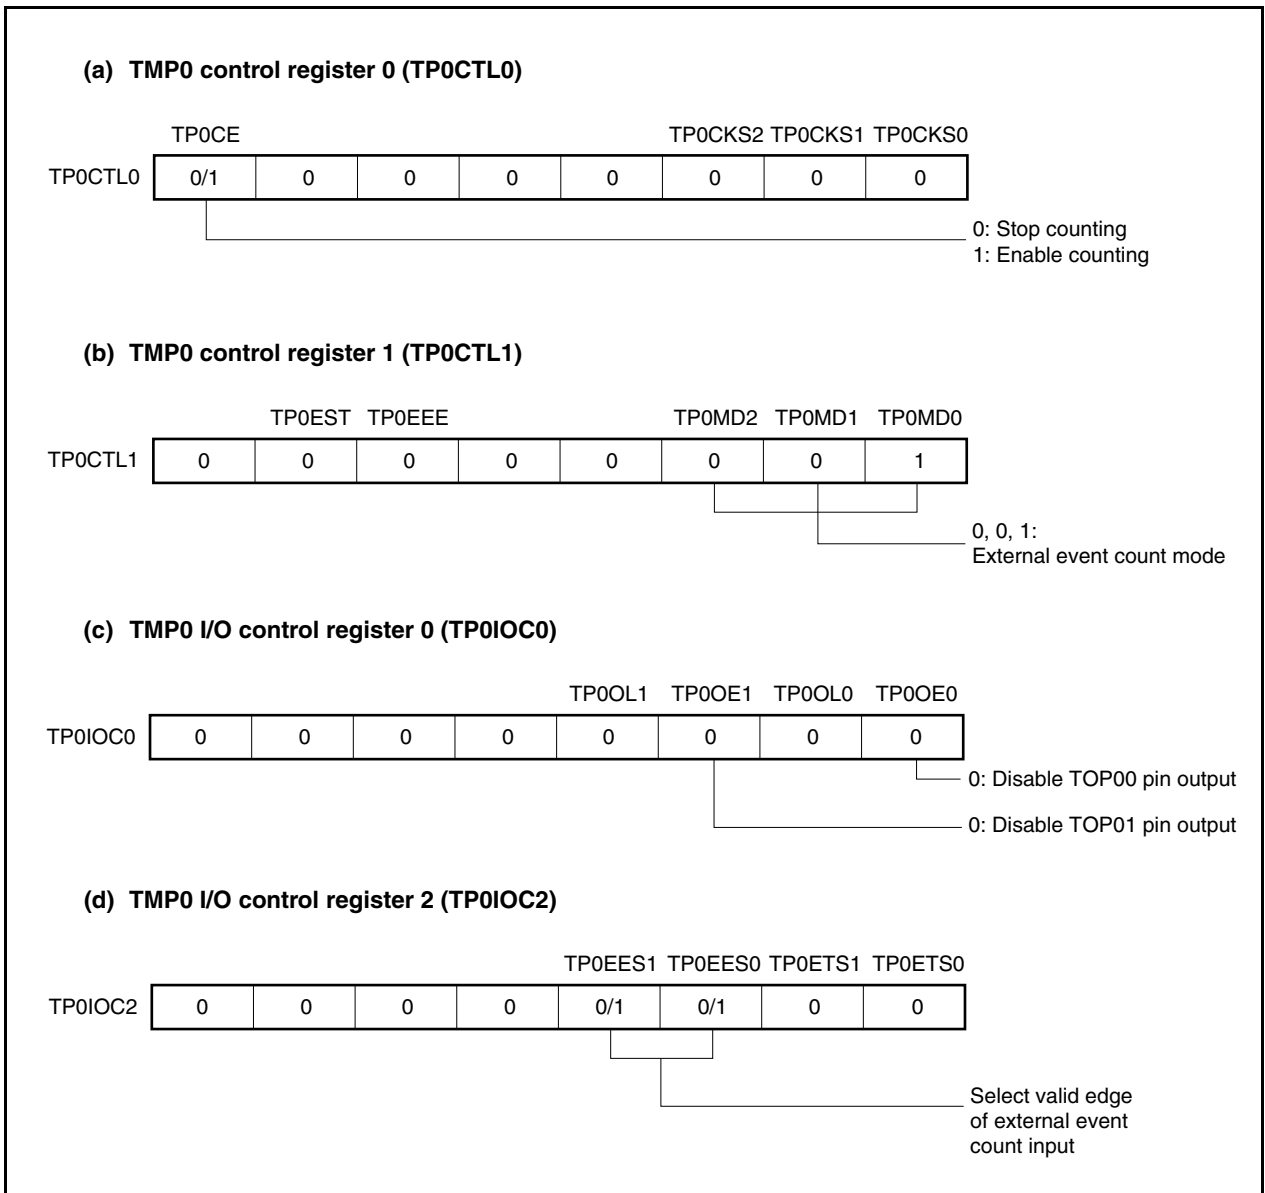 (a) TMP0 control register 0 (TP0CTL0)
TP0CE TP0CKS2 TP0CKS1 TP0CKS0
TP0CTL0 0/1 0 0 0 0 0 0 0
0: Stop counting
1: Enable counting
(b) TMP0 control register 1 (TP0CTL1)
TP0EST TP0EEE TP0MD2 TP0MD1 TP0MD0
TP0CTL1 0 0 0 0 0 0 0 1
0, 0, 1:
External event count mode
(c) TMP0 I/O control register 0 (TP0IOC0)
TP0OL1 TP0OE1 TP0OL0 TP0OE0
TP0IOC0 0 0 0 0 0 0 0 0
0: Disable TOP00 pin output
0: Disable TOP01 pin output
(d) TMP0 I/O control register 2 (TP0IOC2)
TP0EES1 TP0EES0 TP0ETS1 TP0ETS0
TP0IOC2 0 0 0 0 0/1 0/1 0 0
Select valid edge
of external event
count input